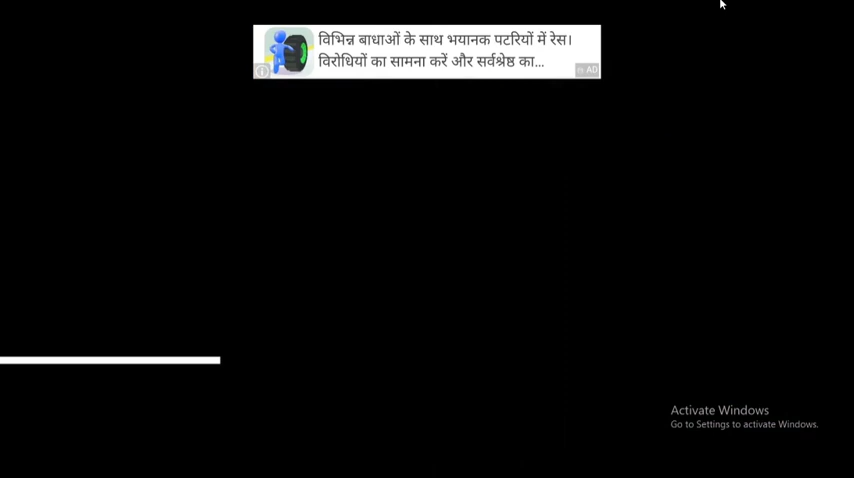 विभिन्न बाधाओं के साथ भयानक पटरियों में रेस।
विरोधियों का सामना करें और सर्वश्रेष्ठ का...
AD
Activate Windows
Go to Settings to activate Windows.